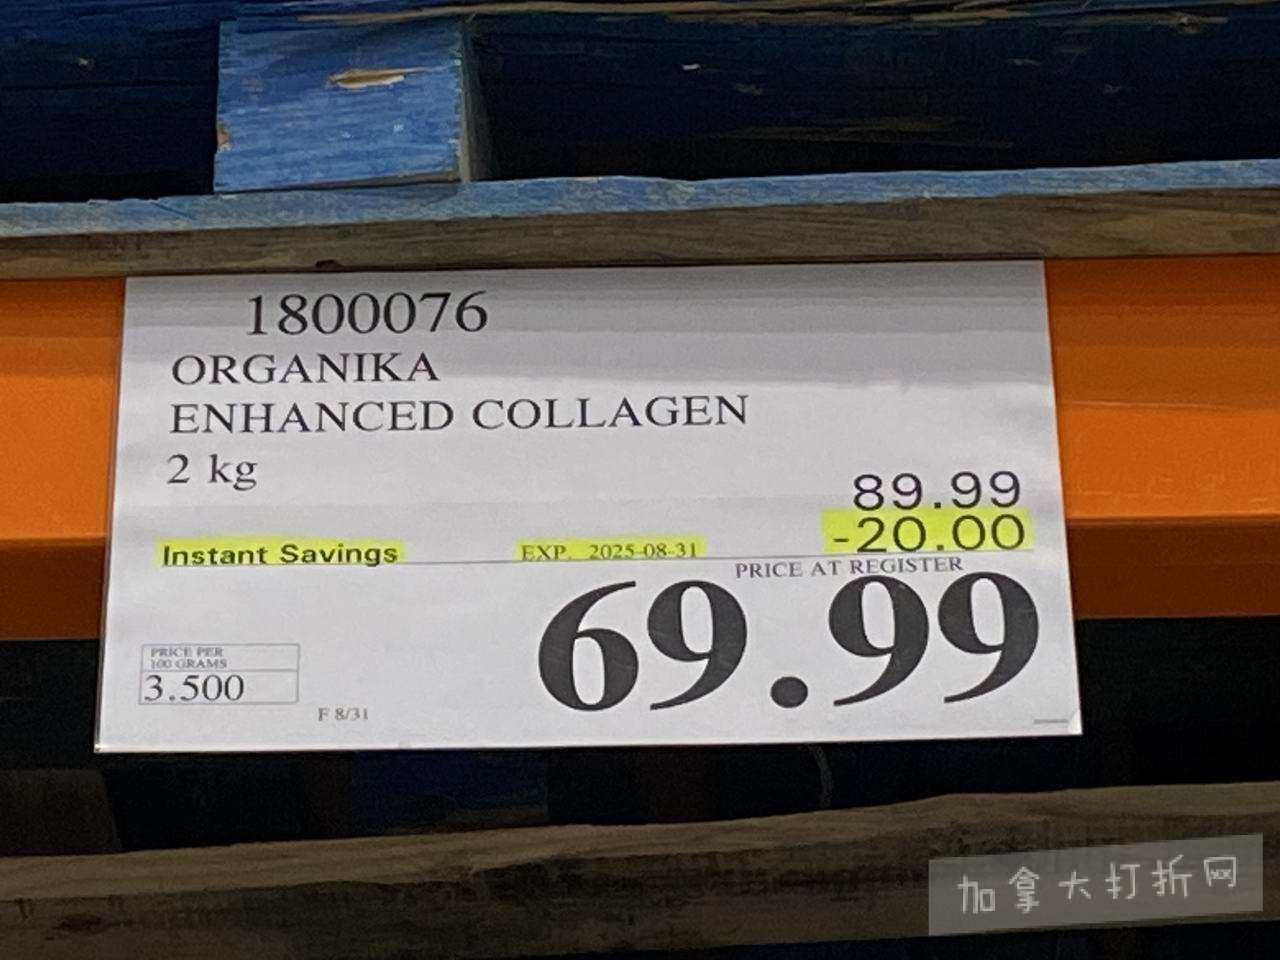 1800076
ORGANIKA
ENHANCED COLLAGEN
2 kg
89.99
Instant Savings EXP. 2025-08-31 -20.00
PRICE AT REGISTER
69.99
PRICE PER
100 GRAMS
3.500
F 8/31
加拿大打折网